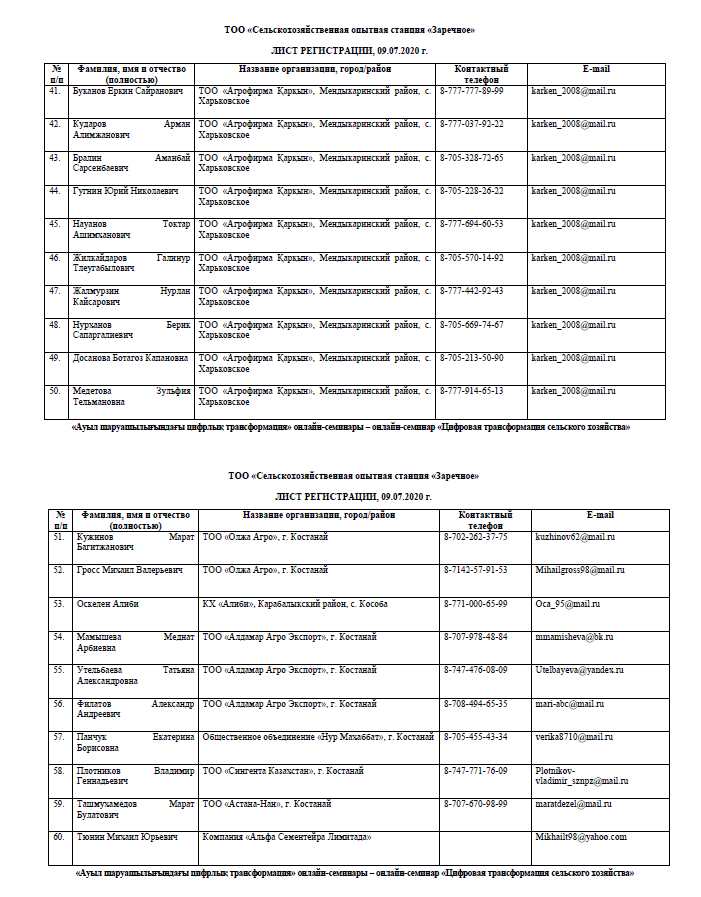 ТОО «Сельскохозяйственная опытная станция «Заречное»
ЛИСТ РЕГИСТРАЦИИ, 09.07.2020 г.
№ п/п Фамилия, имя и отчество (полностью) Название организации, город/район Контактный телефон E-mail
41. Буканов Еркин Сайранович ТОО «Агрофирма Қарқын», Мендыкаринский район, с. Харьковское 8-777-777-89-99 karken_2008@mail.ru
42. Кударов Арман Алимжанович ТОО «Агрофирма Қарқын», Мендыкаринский район, с. Харьковское 8-777-037-92-22 karken_2008@mail.ru
43. Бралин Аманбай Сарсенбаевич ТОО «Агрофирма Қарқын», Мендыкаринский район, с. Харьковское 8-705-328-72-65 karken_2008@mail.ru
44. Гугнин Юрий Николаевич ТОО «Агрофирма Қарқын», Мендыкаринский район, с. Харьковское 8-705-228-26-22 karken_2008@mail.ru
45. Науанов Токтар Ашимханович ТОО «Агрофирма Қарқын», Мендыкаринский район, с. Харьковское 8-777-694-60-53 karken_2008@mail.ru
46. Жилкайдаров Галинур Тлеугабылович ТОО «Агрофирма Қарқын», Мендыкаринский район, с. Харьковское 8-705-570-14-92 karken_2008@mail.ru
47. Жалмурзин Нурлан Кайсарович ТОО «Агрофирма Қарқын», Мендыкаринский район, с. Харьковское 8-777-442-92-43 karken_2008@mail.ru
48. Нурханов Берик Сапаргалиевич ТОО «Агрофирма Қарқын», Мендыкаринский район, с. Харьковское 8-705-669-74-67 karken_2008@mail.ru
49. Досанова Ботагоз Капановна ТОО «Агрофирма Қарқын», Мендыкаринский район, с. Харьковское 8-705-213-50-90 karken_2008@mail.ru
50. Медетова Зульфия Тельмановна ТОО «Агрофирма Қарқын», Мендыкаринский район, с. Харьковское 8-777-914-65-13 karken_2008@mail.ru
«Ауыл шаруашылығындағы цифрлық трансформация» онлайн-семинары – онлайн-семинар «Цифровая трансформация сельского хозяйства»
ТОО «Сельскохозяйственная опытная станция «Заречное»
ЛИСТ РЕГИСТРАЦИИ, 09.07.2020 г.
№ п/п Фамилия, имя и отчество (полностью) Название организации, город/район Контактный телефон E-mail
51. Кужинов Марат Багитжанович ТОО «Олжа Агро», г. Костанай 8-702-262-37-75 kuzhinov62@mail.ru
52. Гросс Михаил Валерьевич ТОО «Олжа Агро», г. Костанай 8-7142-57-91-53 Mihailgross98@mail.ru
53. Оскелен Алиби КХ «Алиби», Карабалыкский район, с. Кособа 8-771-000-65-99 Oca_95@mail.ru
54. Мамышева Меднат Арбиевна ТОО «Алдамар Агро Экспорт», г. Костанай 8-707-978-48-84 mmamisheva@bk.ru
55. Утельбаева Татьяна Александровна ТОО «Алдамар Агро Экспорт», г. Костанай 8-747-476-08-09 Utelbayeva@yandex.ru
56. Филатов Александр Андреевич ТОО «Алдамар Агро Экспорт», г. Костанай 8-708-494-65-35 mari-abc@mail.ru
57. Панчук Екатерина Борисовна Общественное объединение «Нур Махаббат», г. Костанай 8-705-455-43-34 verika8710@mail.ru
58. Плотников Владимир Геннадьевич ТОО «Сингента Казахстан», г. Костанай 8-747-771-76-09 Plotnikov-vladimir_sznpz@mail.ru
59. Ташмухамедов Марат Булатович ТОО «Астана-Нан», г. Костанай 8-707-670-98-99 maratdezel@mail.ru
60. Тюнин Михаил Юрьевич Компания «Альфа Сементейра Лимитада» Mikhailt98@yahoo.com
«Ауыл шаруашылығындағы цифрлық трансформация» онлайн-семинары – онлайн-семинар «Цифровая трансформация сельского хозяйства»